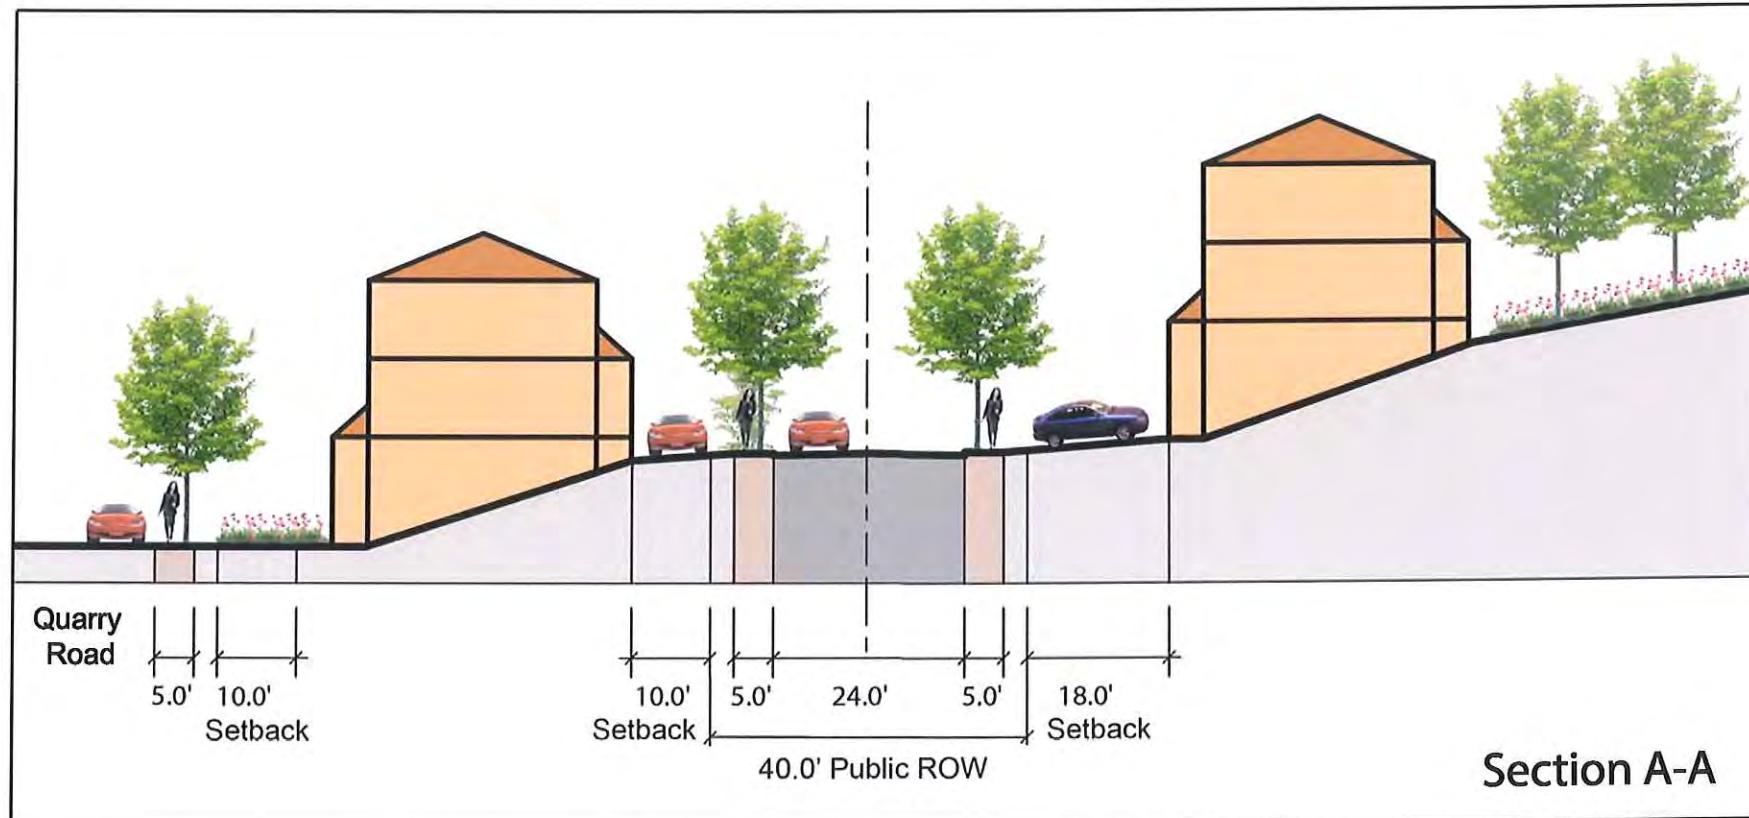 Quarry
Road
5.0'
10.0'
Setback
10.0'
Setback
5.0'
24.0'
5.0'
18.0'
Setback
40.0' Public ROW
Section A-A